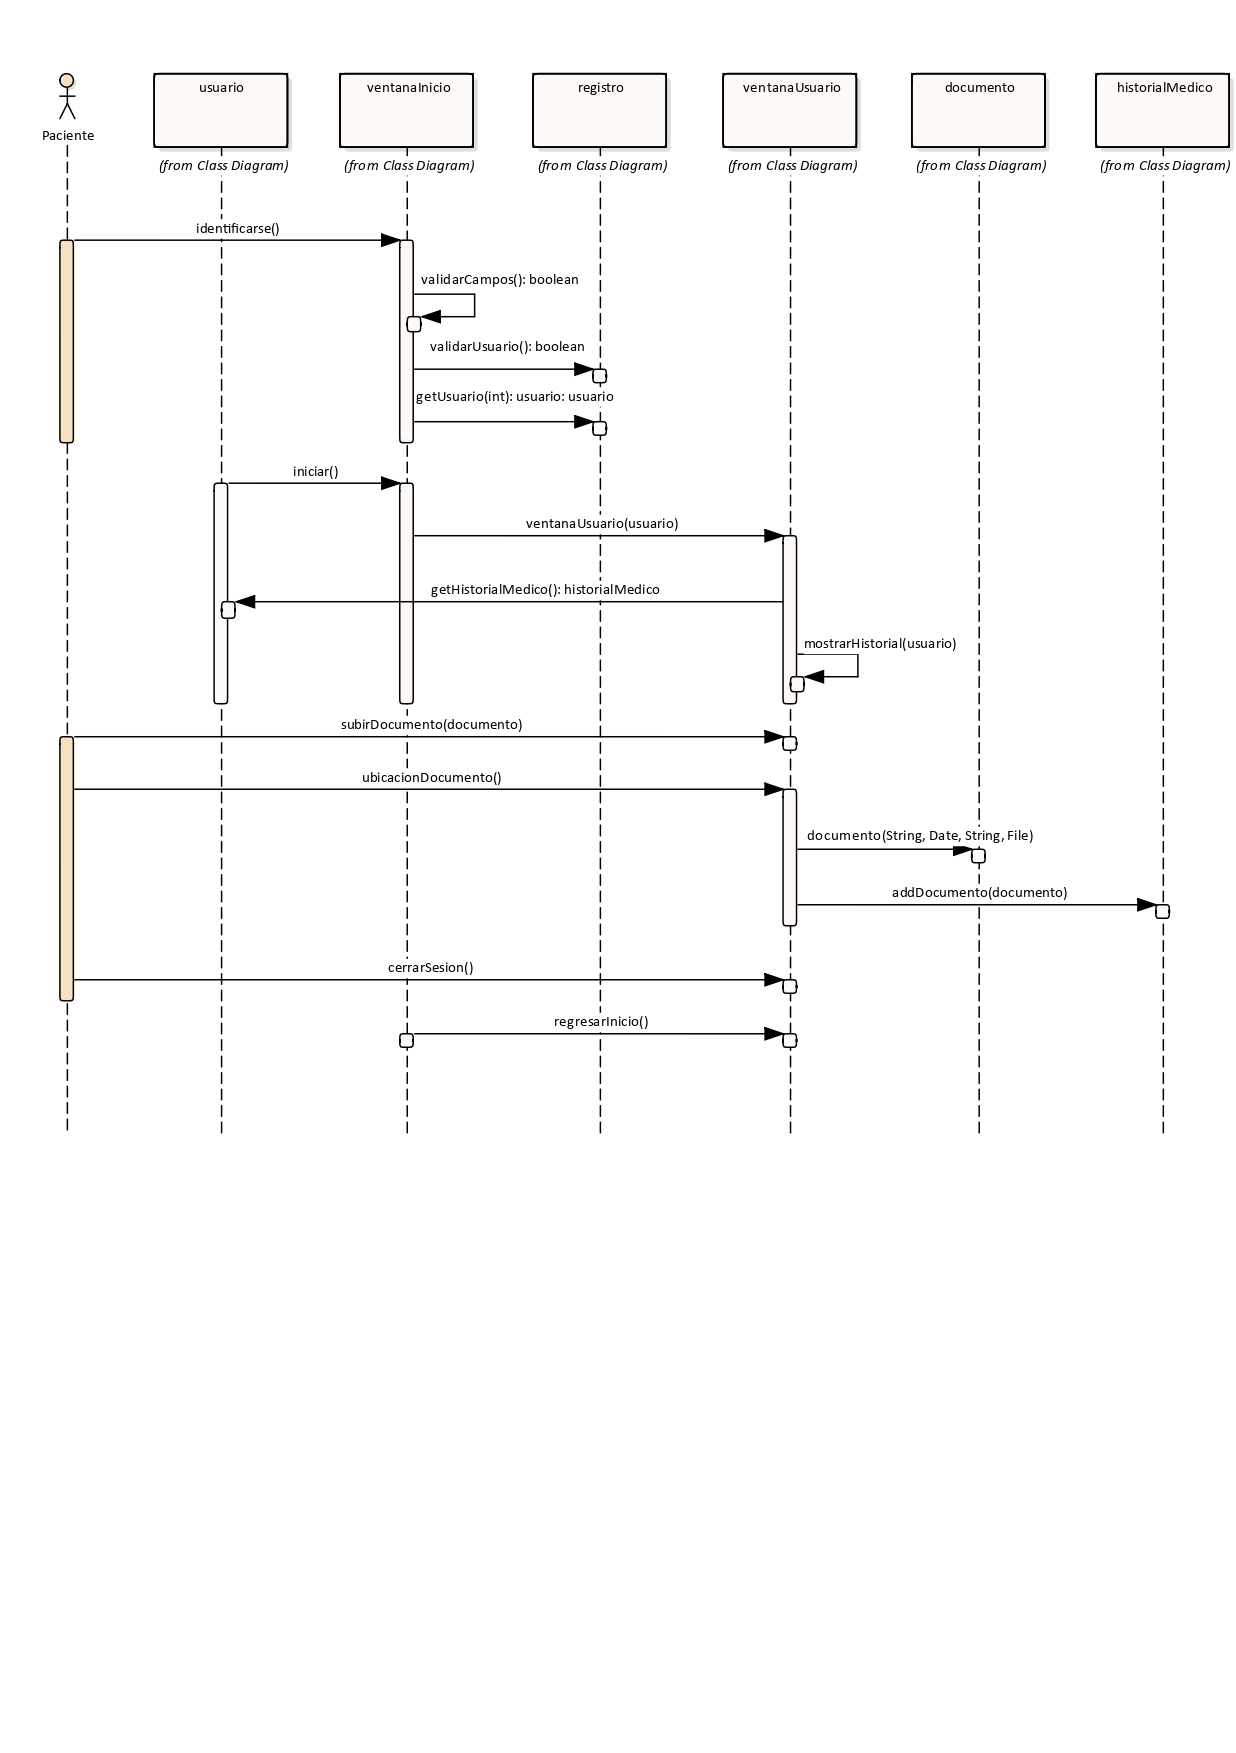 Paciente
usuario
ventanaInicio
registro
ventanaUsuario
documento
historialMedico
(from Class Diagram)
(from Class Diagram)
(from Class Diagram)
(from Class Diagram)
(from Class Diagram)
(from Class Diagram)
identificarse()
validarCampos(): boolean
validarUsuario(): boolean
getUsuario(int): usuario: usuario
iniciar()
ventanaUsuario(usuario)
getHistorialMedico(): historialMedico
mostrarHistorial(usuario)
subirDocumento(documento)
ubicacionDocumento()
documento(String, Date, String, File)
addDocumento(documento)
cerrarSesion()
regresarInicio()